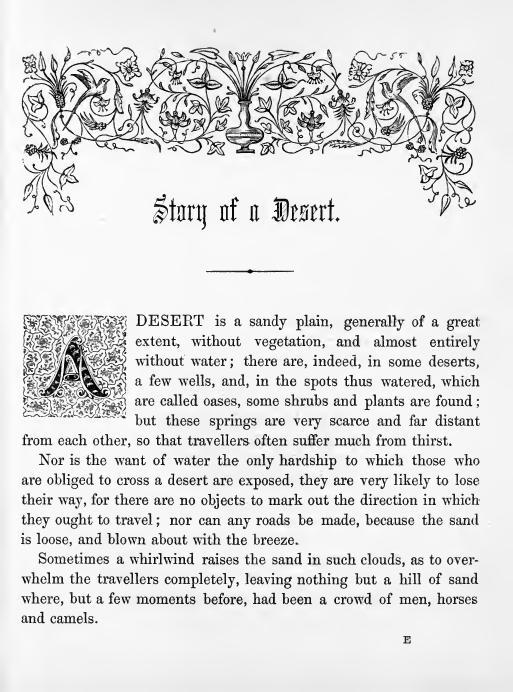 Story of a Desert.
A DESERT is a sandy plain, generally of a great
extent, without vegetation, and almost entirely
without water; there are, indeed, in some deserts,
a few wells, and, in the spots thus watered, which
are called oases, some shrubs and plants are found;
but these springs are very scarce and far distant
from each other, so that travellers often suffer much from thirst.
Nor is the want of water the only hardship to which those who
are obliged to cross a desert are exposed, they are very likely to lose
their way, for there are no objects to mark out the direction in which
they ought to travel; nor can any roads be made, because the sand
is loose, and blown about with the breeze.
Sometimes a whirlwind raises the sand in such clouds, as to over-
whelm the travellers completely, leaving nothing but a hill of sand
where, but a few moments before, had been a crowd of men, horses
and camels.
E